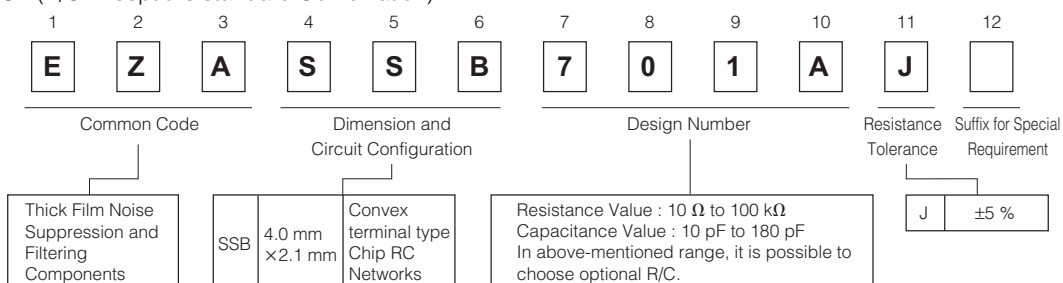 1 2 3 4 5 6 7 8 9 10 11 12
E Z A S S B 7 0 1 A J
Common Code
Dimension and
Circuit Configuration
Design Number
Resistance
Tolerance
Suffix for Special
Requirement
Thick Film Noise
Suppression and
Filtering
Components
SSB
4.0 mm
×2.1 mm
Convex
terminal type
Chip RC
Networks
Resistance Value : 10 Ω to 100 kΩ
Capacitance Value : 10 pF to 180 pF
In above-mentioned range, it is possible to
choose optional R/C.
J ±5 %